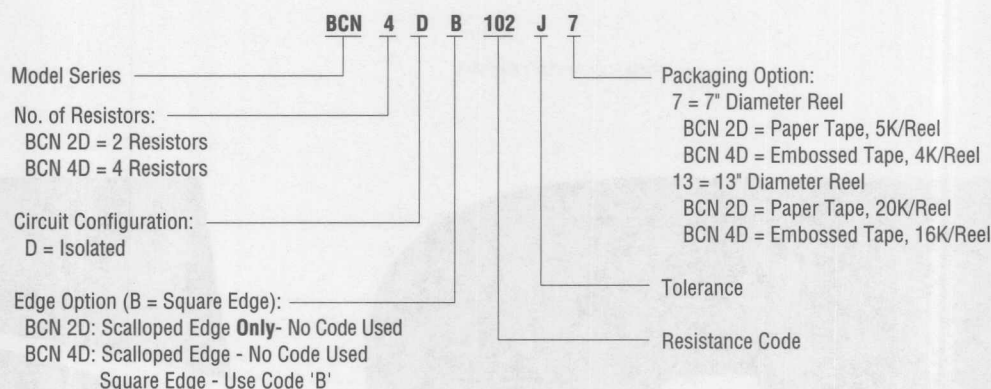 BCN 4 D B 102 J 7
Model Series
No. of Resistors:
BCN 2D = 2 Resistors
BCN 4D = 4 Resistors
Circuit Configuration:
D = Isolated
Edge Option (B = Square Edge):
BCN 2D: Scalloped Edge Only- No Code Used
BCN 4D: Scalloped Edge - No Code Used
Square Edge - Use Code 'B'
Packaging Option:
7 = 7" Diameter Reel
BCN 2D = Paper Tape, 5K/Reel
BCN 4D = Embossed Tape, 4K/Reel
13 = 13" Diameter Reel
BCN 2D = Paper Tape, 20K/Reel
BCN 4D = Embossed Tape, 16K/Reel
Tolerance
Resistance Code